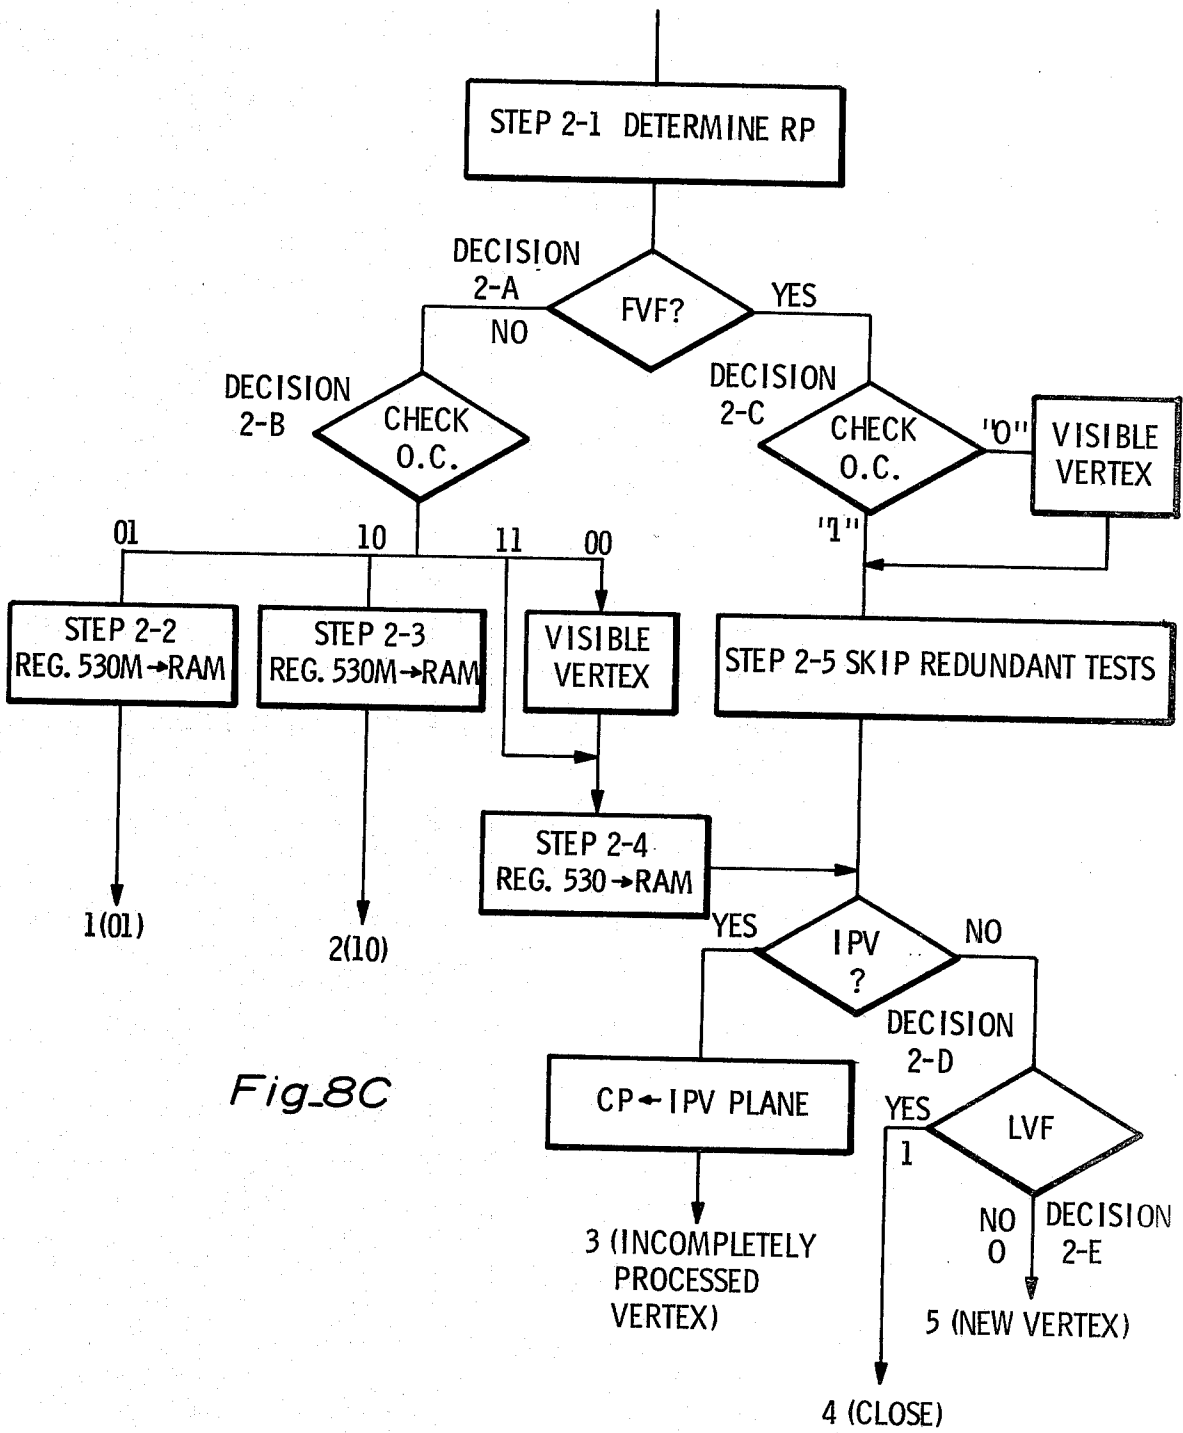 STEP 2-1 DETERMINE RP
DECISION
2-A
FVF?
YES
NO
DECISION
2-B
CHECK
O.C.
DECISION
2-C
CHECK
O.C.
"0"
VISIBLE
VERTEX
"1"
01
10
11
00
STEP 2-2
REG. 530M→RAM
STEP 2-3
REG. 530M→RAM
VISIBLE
VERTEX
STEP 2-5 SKIP REDUNDANT TESTS
STEP 2-4
REG. 530→RAM
1(01)
2(10)
YES
IPV
?
NO
DECISION
2-D
CP←IPV PLANE
YES
1
LVF
NO
0
DECISION
2-E
3 (INCOMPLETELY
PROCESSED
VERTEX)
5 (NEW VERTEX)
4 (CLOSE)
Fig_8C